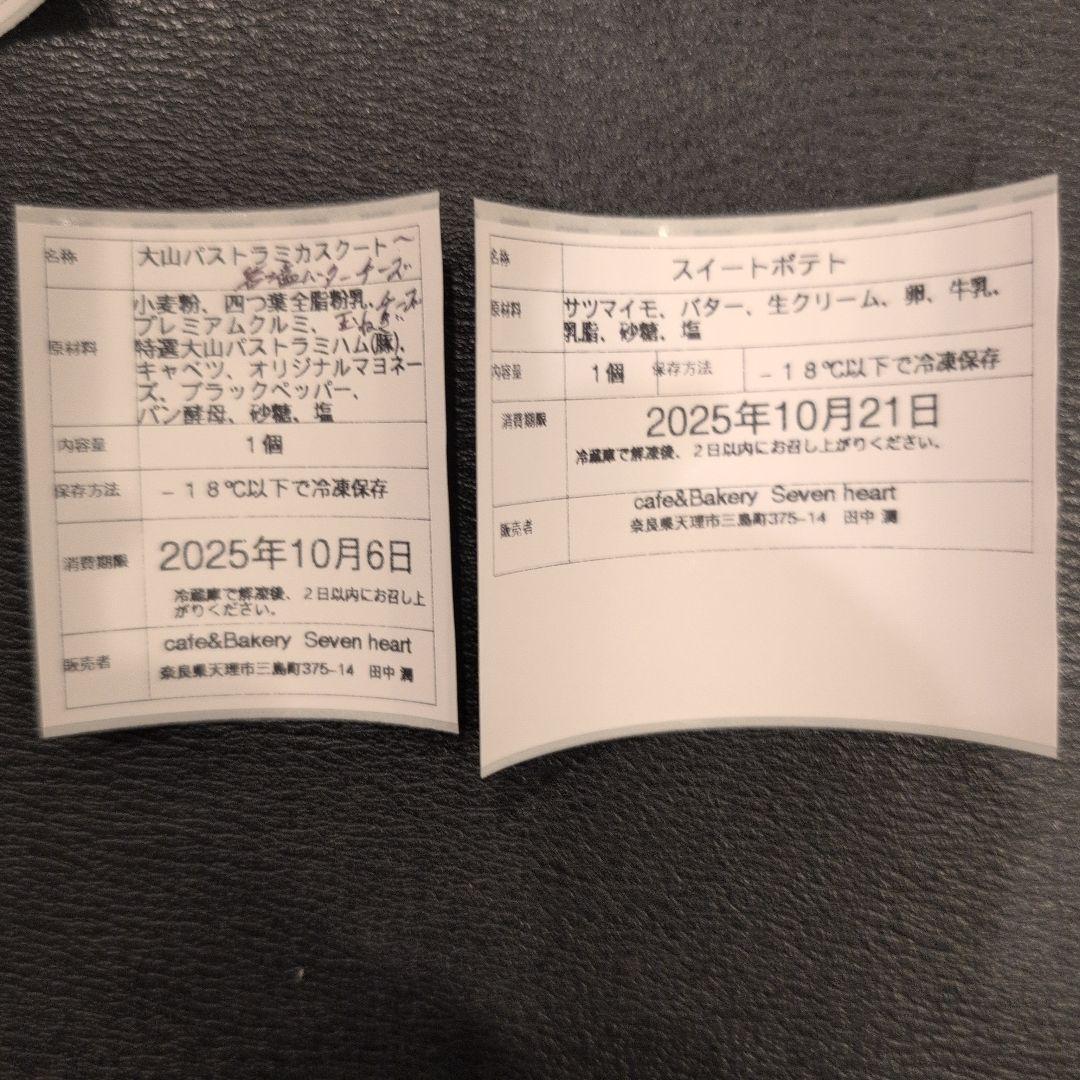 名称
大山パストラミカスクート〜
バターチーズ
原材料
小麦粉、四つ葉全脂粉乳、チーズ
プレミアムクルミ、玉ねぎ
特選大山パストラミハム(豚)、
キャベツ、オリジナルマヨネー
ズ、ブラックペッパー、
パン酵母、砂糖、塩
内容量
1個
保存方法
−18℃以下で冷凍保存
消費期限
2025年10月6日
冷蔵庫で解凍後、2日以内にお召し上
がりください。
販売者
cafe&Bakery Seven heart
奈良県天理市三島町375-14 田中 潤
名称
スイートポテト
原材料
サツマイモ、バター、生クリーム、卵、牛乳、
乳脂、砂糖、塩
内容量
1個
保存方法
−18℃以下で冷凍保存
消費期限
2025年10月21日
冷蔵庫で解凍後、2日以内にお召し上がりください。
販売者
cafe&Bakery Seven heart
奈良県天理市三島町375-14 田中 潤